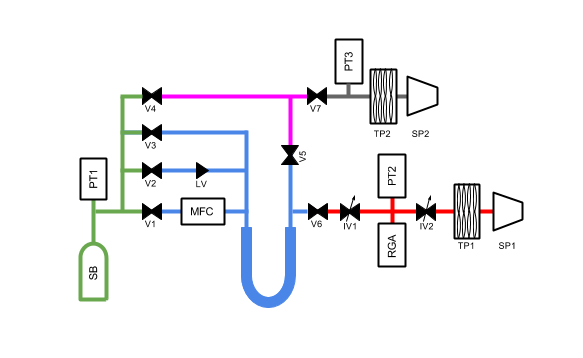 PT3
V4
V7
TP2
SP2
V3
V5
PT1
V2
LV
PT2
MFC
V1
V6
IV1
IV2
RGA
TP1
SP1
SB